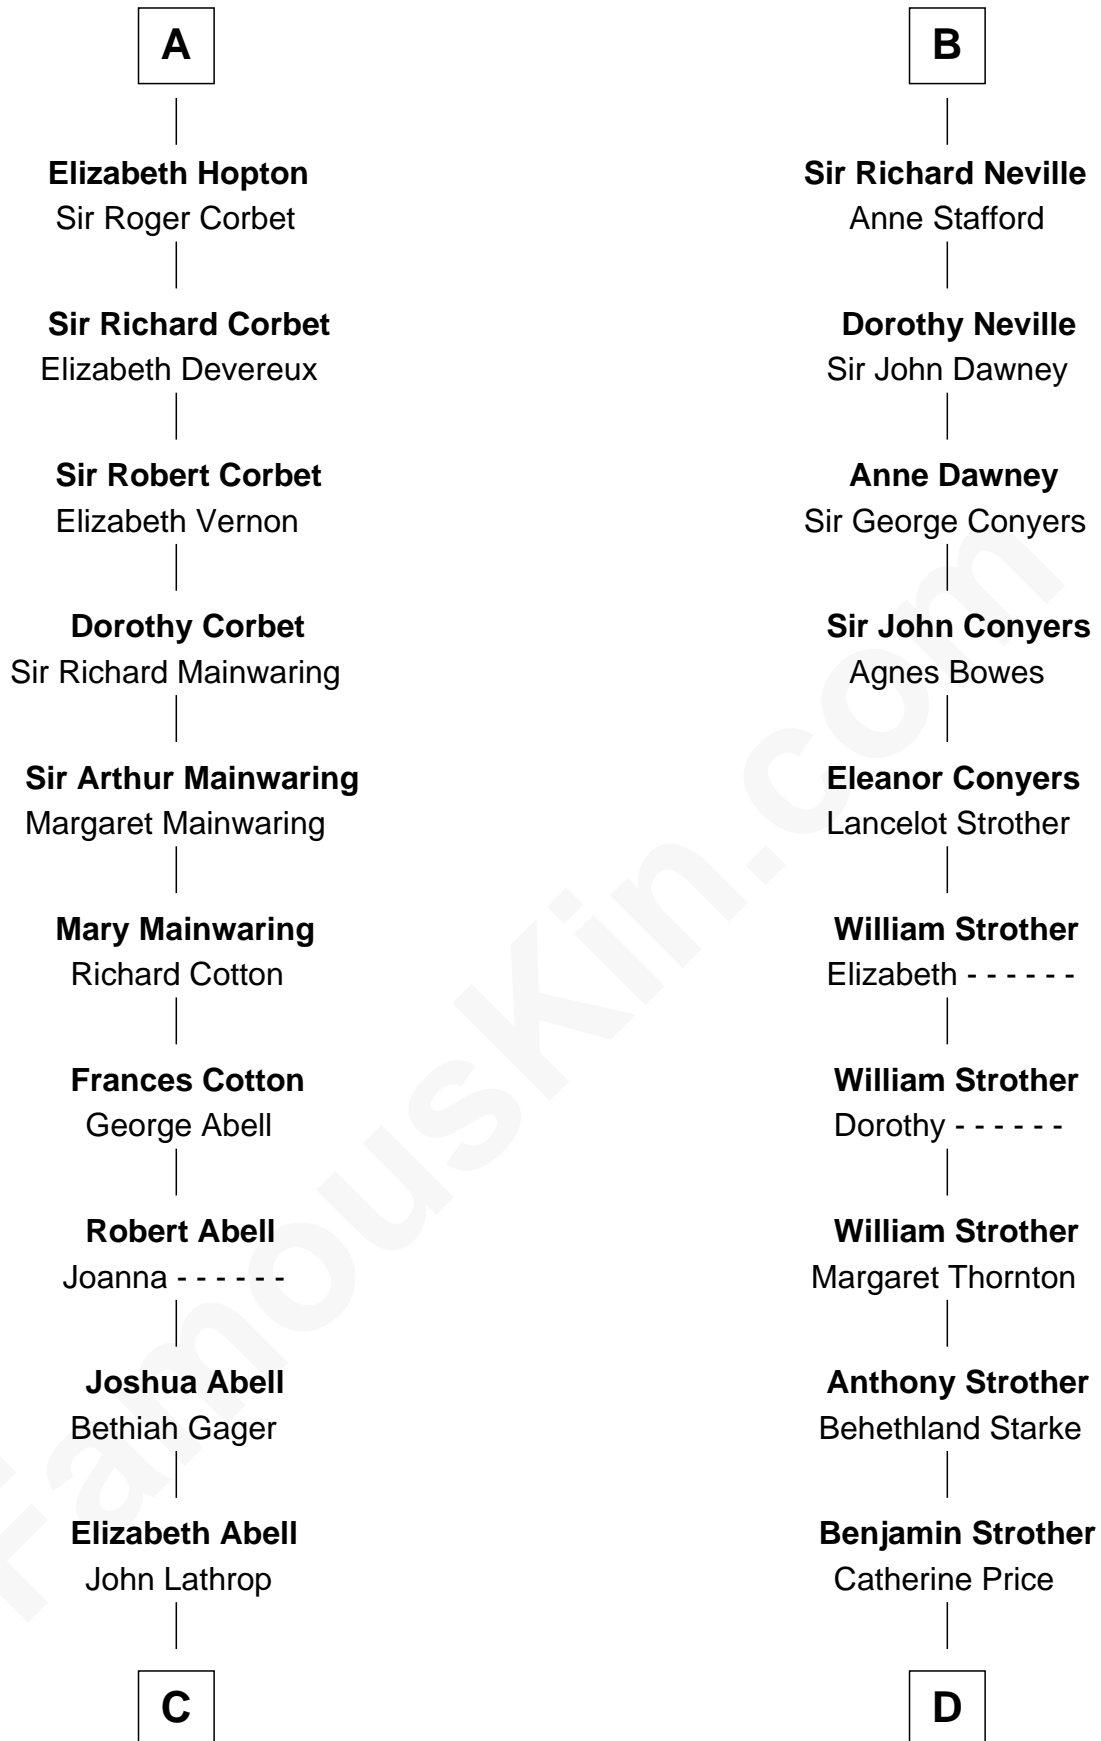 A
Elizabeth Hopton
Sir Roger Corbet
Sir Richard Corbet
Elizabeth Devereux
Sir Robert Corbet
Elizabeth Vernon
Dorothy Corbet
Sir Richard Mainwaring
Sir Arthur Mainwaring
Margaret Mainwaring
Mary Mainwaring
Richard Cotton
Frances Cotton
George Abell
Robert Abell
Joanna - - - - - -
Joshua Abell
Bethiah Gager
Elizabeth Abell
John Lathrop
C
B
Sir Richard Neville
Anne Stafford
Dorothy Neville
Sir John Dawney
Anne Dawney
Sir George Conyers
Sir John Conyers
Agnes Bowes
Eleanor Conyers
Lancelot Strother
William Strother
Elizabeth - - - - - -
William Strother
Dorothy - - - - - -
William Strother
Margaret Thornton
Anthony Strother
Behethland Starke
Benjamin Strother
Catherine Price
D
FamousKin.com